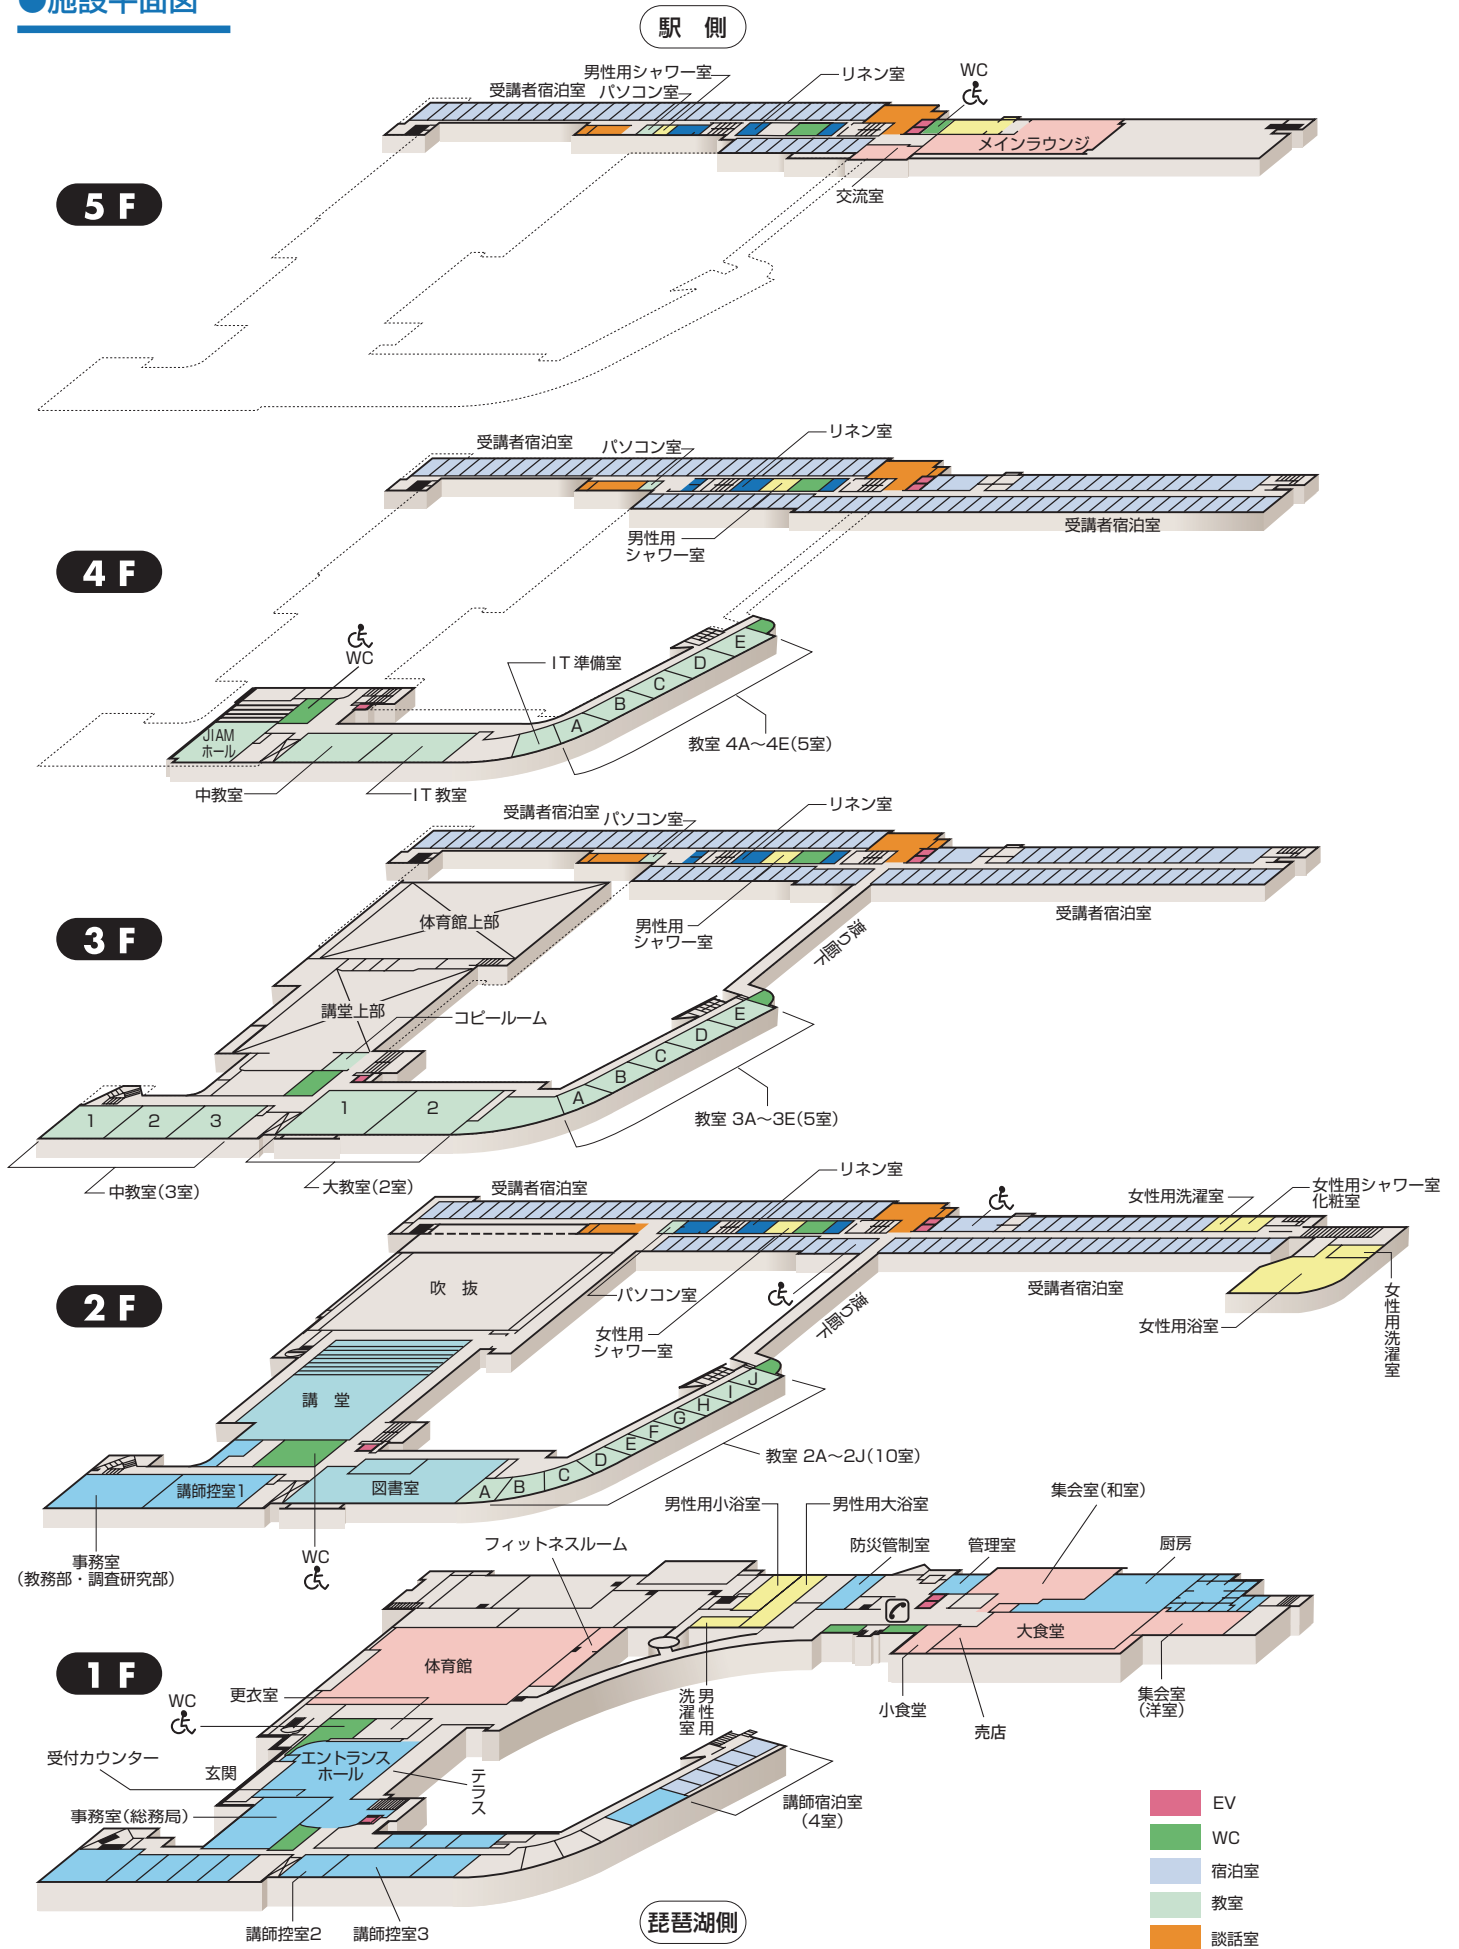 ●施設平面図
駅 側
5 F
受講者宿泊室
男性用シャワー室
パソコン室
リネン室
WC
メインラウンジ
交流室
4 F
受講者宿泊室
パソコン室
リネン室
男性用
シャワー室
受講者宿泊室
WC
IT準備室
JIAM
ホール
A
B
C
D
E
教室 4A〜4E(5室)
中教室
IT教室
3 F
受講者宿泊室
パソコン室
リネン室
男性用
シャワー室
受講者宿泊室
渡り廊下
体育館上部
講堂上部
コピールーム
1
2
3
1
2
A
B
C
D
E
教室 3A〜3E(5室)
中教室(3室)
大教室(2室)
2 F
受講者宿泊室
リネン室
女性用洗濯室
女性用シャワー室
化粧室
吹 抜
パソコン室
女性用
シャワー室
渡り廊下
受講者宿泊室
女性用浴室
女性用洗濯室
講 堂
講師控室1
図書室
A
B
C
D
E
F
G
H
I
J
教室 2A〜2J(10室)
事務室
(教務部・調査研究部)
WC
1 F
フィットネスルーム
男性用小浴室
男性用大浴室
防災管制室
管理室
集会室(和室)
厨房
体育館
大食堂
男性用
洗濯室
小食堂
売店
集会室
(洋室)
更衣室
WC
受付カウンター
玄関
エントランス
ホール
テラス
事務室(総務局)
講師宿泊室
(4室)
講師控室2
講師控室3
琵琶湖側
EV
WC
宿泊室
教室
談話室